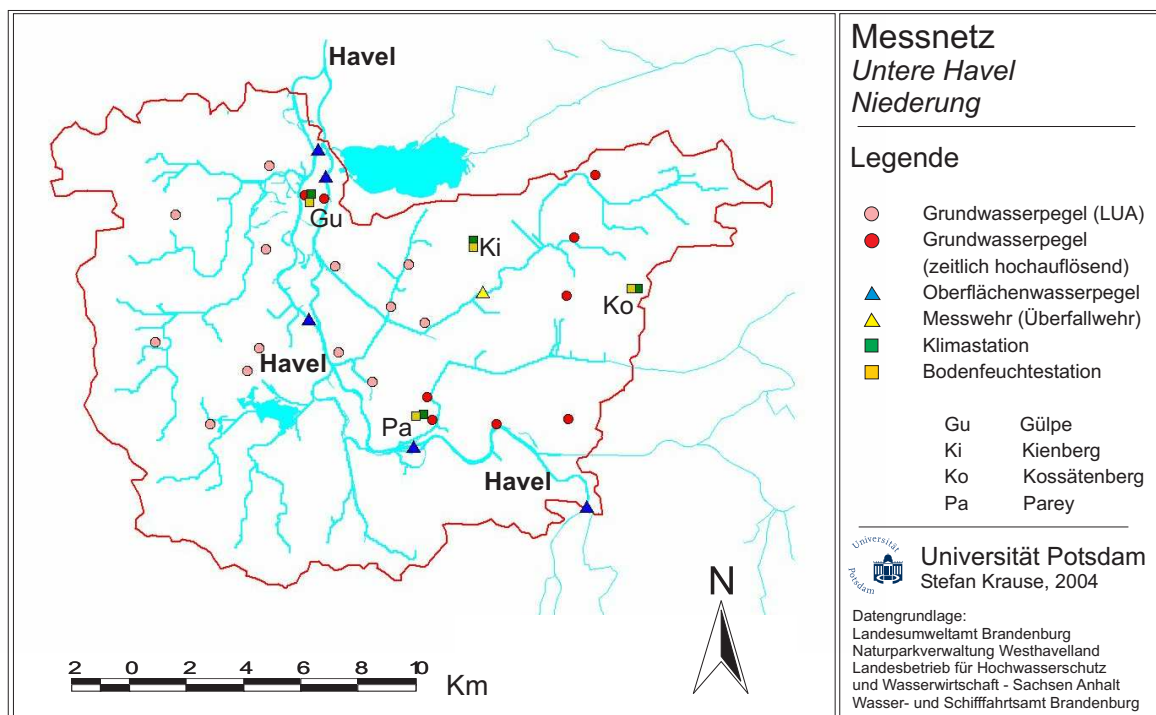 Havel
Gu
Ki
Ko
Havel
Pa
Havel
N
2 0 2 4 6 8 10
Km
Messnetz
Untere Havel
Niederung
Legende
Grundwasserpegel (LUA)
Grundwasserpegel
(zeitlich hochauflösend)
Oberflächenwasserpegel
Messwehr (Überfallwehr)
Klimastation
Bodenfeuchtestation
Gu Gülpe
Ki Kienberg
Ko Kossätenberg
Pa Parey
Universität
Potsdam
Universität Potsdam
Stefan Krause, 2004
Datengrundlage:
Landesumweltamt Brandenburg
Naturparkverwaltung Westhavelland
Landesbetrieb für Hochwasserschutz
und Wasserwirtschaft - Sachsen Anhalt
Wasser- und Schifffahrtsamt Brandenburg